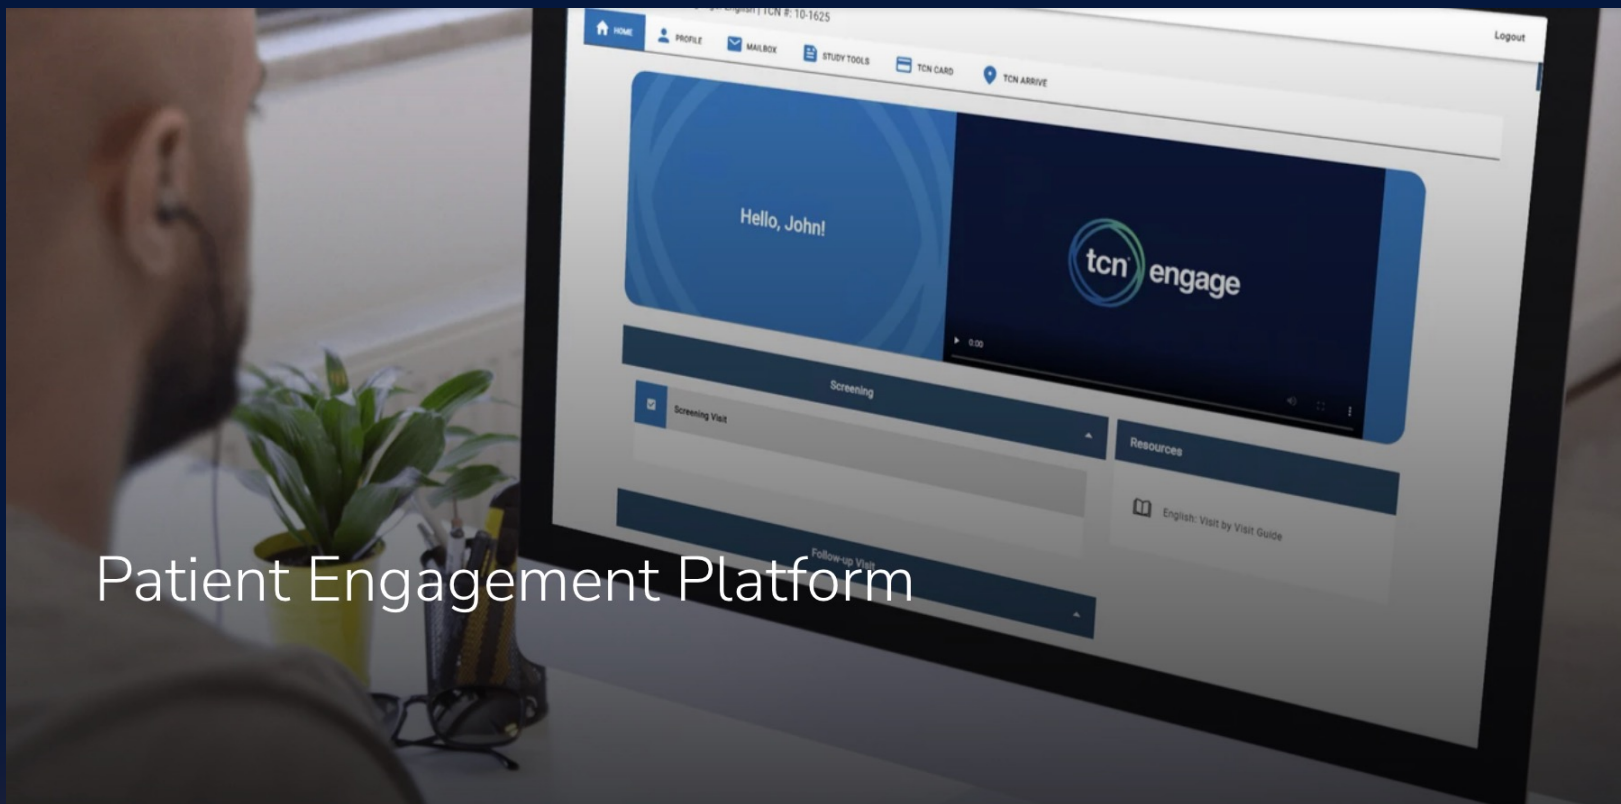 English | TCN #: 10-1625
Logout
HOME
PROFILE
MAILBOX
STUDY TOOLS
TCN CARD
TCN ARRIVE
Hello, John!
tcn engage
0:00
Screening
Screening Visit
Resources
English: Visit by Visit Guide
Follow-up Visit
Patient Engagement Platform